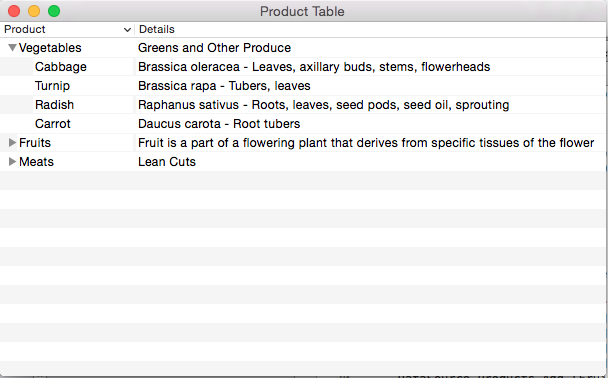 Product Table
Product Details
Vegetables Greens and Other Produce
Cabbage Brassica oleracea - Leaves, axillary buds, stems, flowerheads
Turnip Brassica rapa - Tubers, leaves
Radish Raphanus sativus - Roots, leaves, seed pods, seed oil, sprouting
Carrot Daucus carota - Root tubers
Fruits Fruit is a part of a flowering plant that derives from specific tissues of the flower
Meats Lean Cuts